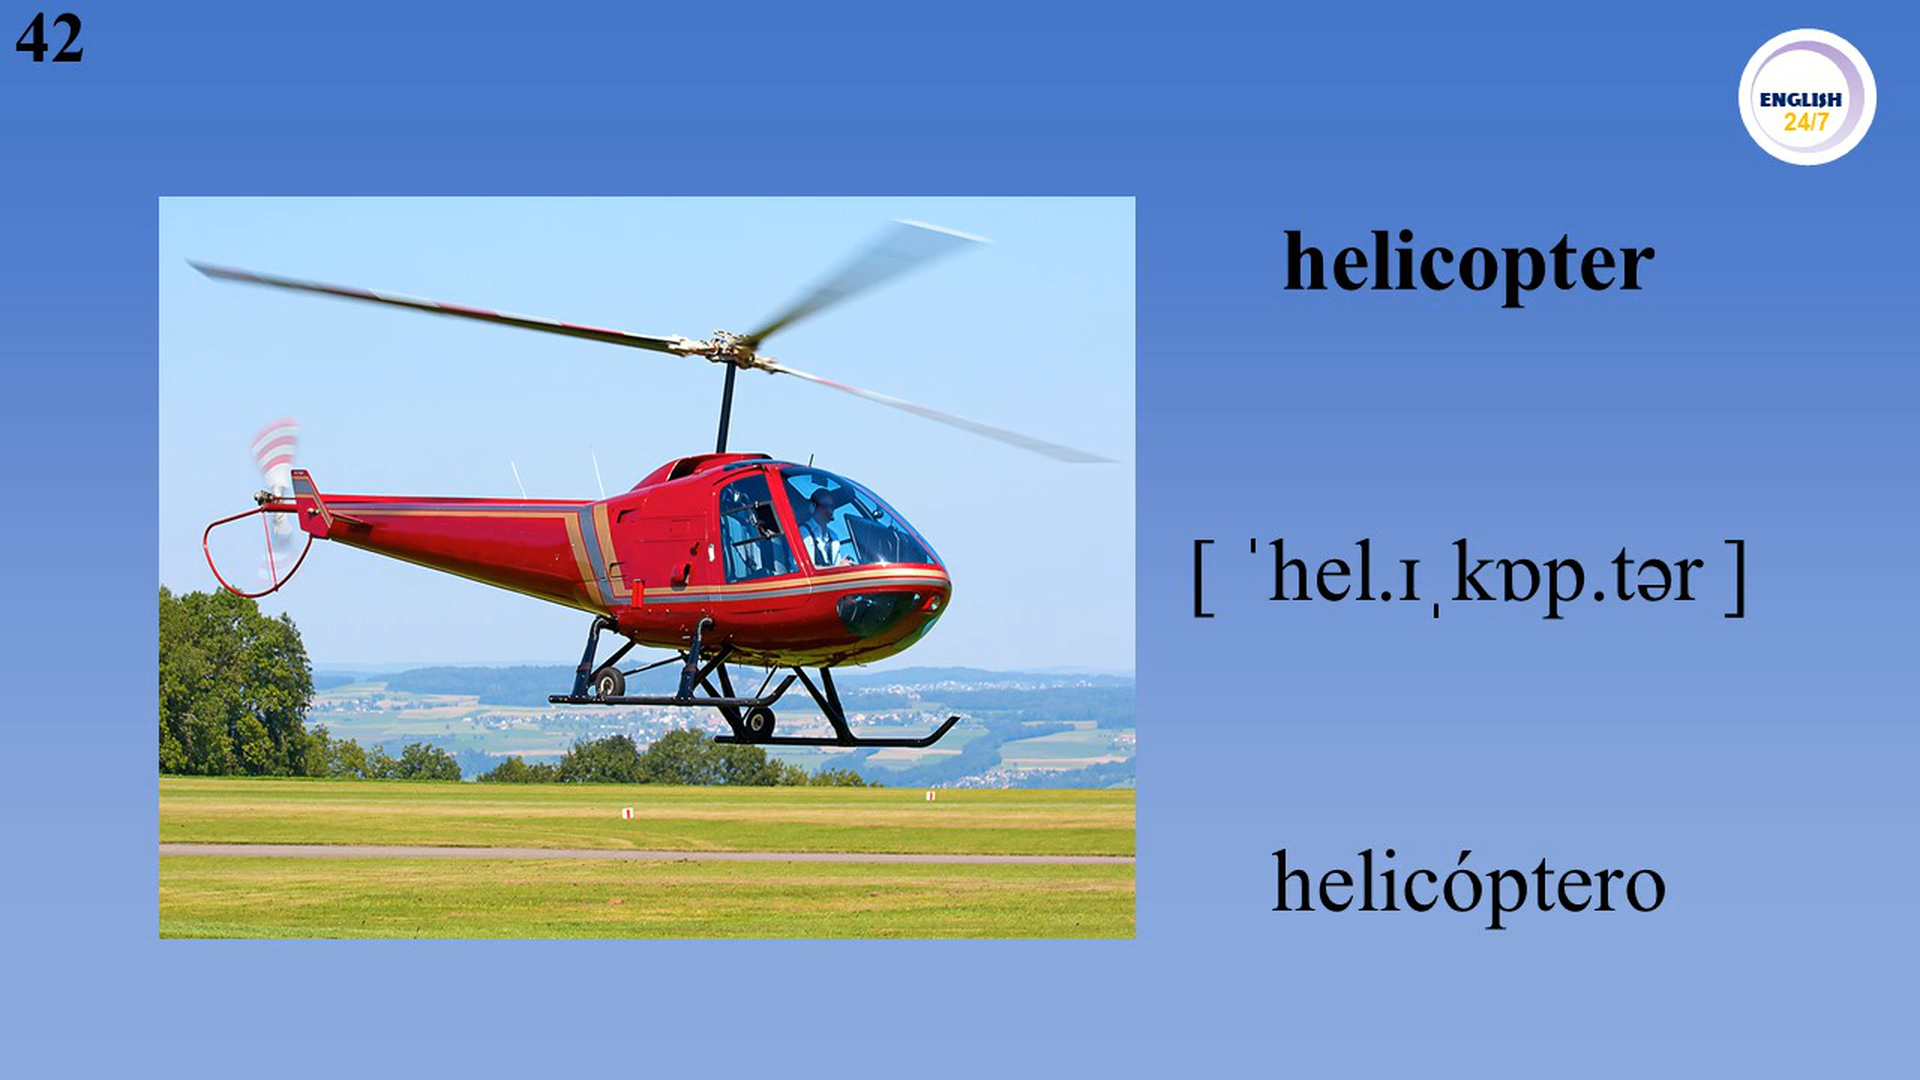 42
ENGLISH
24/7
helicopter
[ ˈhel.ɪˌkɒp.tər ]
helicóptero